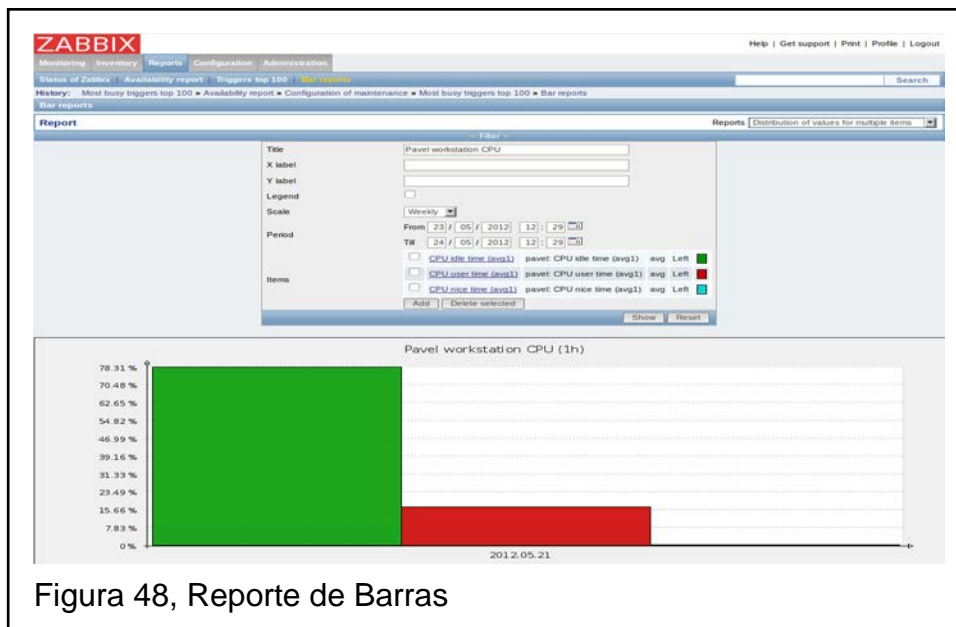 ZABBIX
Help | Get support | Print | Profile | Logout
Monitoring Inventory Reports Configuration Administration
Status of Zabbix | Availability report | Triggers top 100 | Bar reports
Search
History: Most busy triggers top 100 » Availability report » Configuration of maintenance » Most busy triggers top 100 » Bar reports
Bar reports
Report
Reports Distribution of values for multiple items
Filter
Title Pavel workstation CPU
X label
Y label
Legend
Scale Weekly
Period From 23 / 05 / 2012 12 : 29
Till 24 / 05 / 2012 12 : 29
Items
CPU idle time (avg1) pavel: CPU idle time (avg1) avg Left
CPU user time (avg1) pavel: CPU user time (avg1) avg Left
CPU nice time (avg1) pavel: CPU nice time (avg1) avg Left
Add Delete selected
Show Reset
Pavel workstation CPU (1h)
78.31 %
70.48 %
62.65 %
54.82 %
46.99 %
39.16 %
31.33 %
23.49 %
15.66 %
7.83 %
0 %
2012.05.21
Figura 48, Reporte de Barras